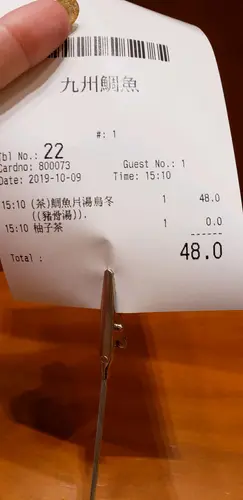 九州鯛魚
#: 1
Tbl No.: 22
Cardno: 800073 Guest No.: 1
Date: 2019-10-09 Time: 15:10
15:10 (茶)鯛魚片湯烏冬 1 48.0
((豬骨湯)).
15:10 柚子茶 1 0.0
------
Total : 48.0